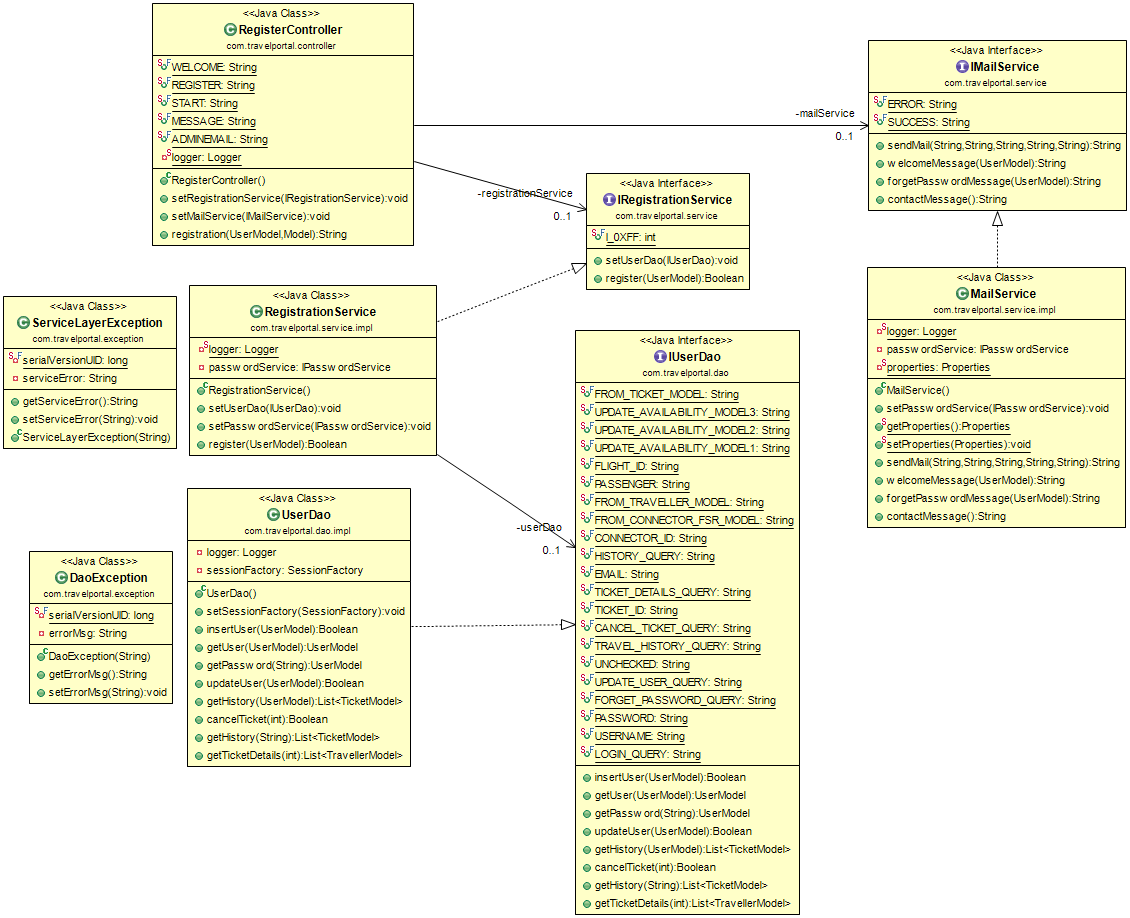 <<Java Class>>
RegisterController
com.travelportal.controller
WELCOME: String
REGISTER: String
START: String
MESSAGE: String
ADMINEMAIL: String
logger: Logger
RegisterController()
setRegistrationService(IRegistrationService):void
setMailService(IMailService):void
registration(UserModel,Model):String
-mailService
0..1
-registrationService
0..1
<<Java Interface>>
IMailService
com.travelportal.service
ERROR: String
SUCCESS: String
sendMail(String,String,String,String,String):String
welcomeMessage(UserModel):String
forgetPasswordMessage(UserModel):String
contactMessage():String
<<Java Interface>>
IRegistrationService
com.travelportal.service
I_0XFF: int
setUserDao(IUserDao):void
register(UserModel):Boolean
<<Java Class>>
MailService
com.travelportal.service.impl
logger: Logger
passwordService: IPasswordService
properties: Properties
MailService()
setPasswordService(IPasswordService):void
getProperties():Properties
setProperties(Properties):void
sendMail(String,String,String,String,String):String
welcomeMessage(UserModel):String
forgetPasswordMessage(UserModel):String
contactMessage():String
<<Java Class>>
ServiceLayerException
com.travelportal.exception
serialVersionUID: long
serviceError: String
getServiceError():String
setServiceError(String):void
ServiceLayerException(String)
<<Java Class>>
RegistrationService
com.travelportal.service.impl
logger: Logger
passwordService: IPasswordService
RegistrationService()
setUserDao(IUserDao):void
setPasswordService(IPasswordService):void
register(UserModel):Boolean
-userDao
0..1
<<Java Interface>>
IUserDao
com.travelportal.dao
FROM_TICKET_MODEL: String
UPDATE_AVAILABILITY_MODEL3: String
UPDATE_AVAILABILITY_MODEL2: String
UPDATE_AVAILABILITY_MODEL1: String
FLIGHT_ID: String
PASSENGER: String
FROM_TRAVELLER_MODEL: String
FROM_CONNECTOR_FSR_MODEL: String
CONNECTOR_ID: String
HISTORY_QUERY: String
EMAIL: String
TICKET_DETAILS_QUERY: String
TICKET_ID: String
CANCEL_TICKET_QUERY: String
TRAVEL_HISTORY_QUERY: String
UNCHECKED: String
UPDATE_USER_QUERY: String
FORGET_PASSWORD_QUERY: String
PASSWORD: String
USERNAME: String
LOGIN_QUERY: String
insertUser(UserModel):Boolean
getUser(UserModel):UserModel
getPassword(String):UserModel
updateUser(UserModel):Boolean
getHistory(UserModel):List<TicketModel>
cancelTicket(int):Boolean
getHistory(String):List<TicketModel>
getTicketDetails(int):List<TravellerModel>
<<Java Class>>
UserDao
com.travelportal.dao.impl
logger: Logger
sessionFactory: SessionFactory
UserDao()
setSessionFactory(SessionFactory):void
insertUser(UserModel):Boolean
getUser(UserModel):UserModel
getPassword(String):UserModel
updateUser(UserModel):Boolean
getHistory(UserModel):List<TicketModel>
cancelTicket(int):Boolean
getHistory(String):List<TicketModel>
getTicketDetails(int):List<TravellerModel>
<<Java Class>>
DaoException
com.travelportal.exception
serialVersionUID: long
errorMsg: String
DaoException(String)
getErrorMsg():String
setErrorMsg(String):void